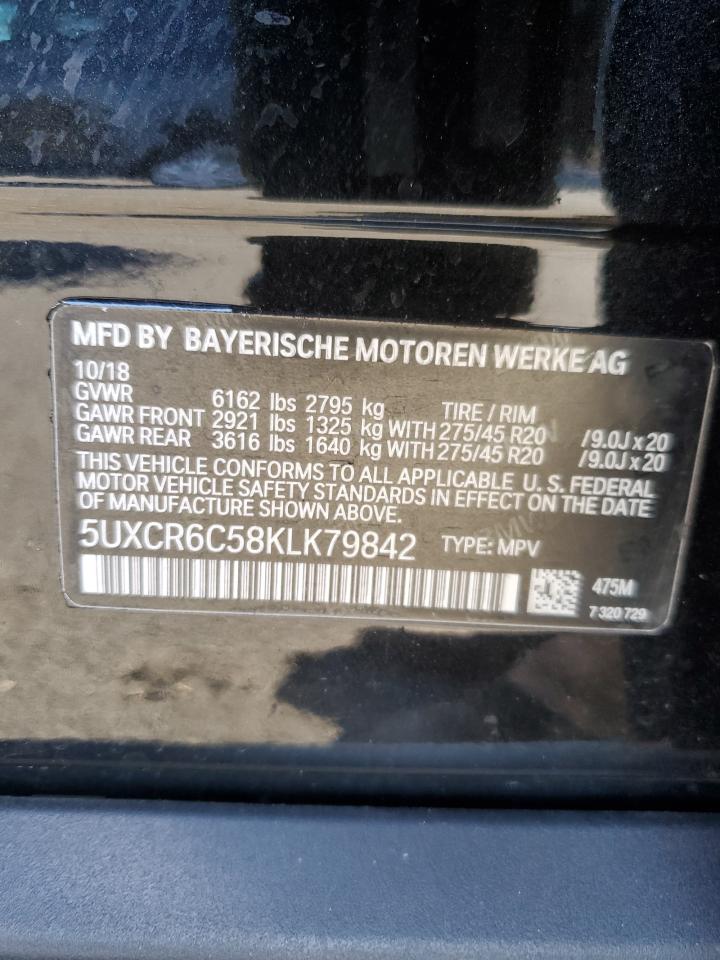 MFD BY BAYERISCHE MOTOREN WERKE AG
10/18
GVWR 6162 lbs 2795 kg TIRE / RIM
GAWR FRONT 2921 lbs 1325 kg WITH 275/45 R20 /9.0J x 20
GAWR REAR 3616 lbs 1640 kg WITH 275/45 R20 /9.0J x 20
THIS VEHICLE CONFORMS TO ALL APPLICABLE U. S. FEDERAL
MOTOR VEHICLE SAFETY STANDARDS IN EFFECT ON THE DATE
OF MANUFACTURE SHOWN ABOVE.
5UXCR6C58KLK79842 TYPE: MPV
475M
7 320 729